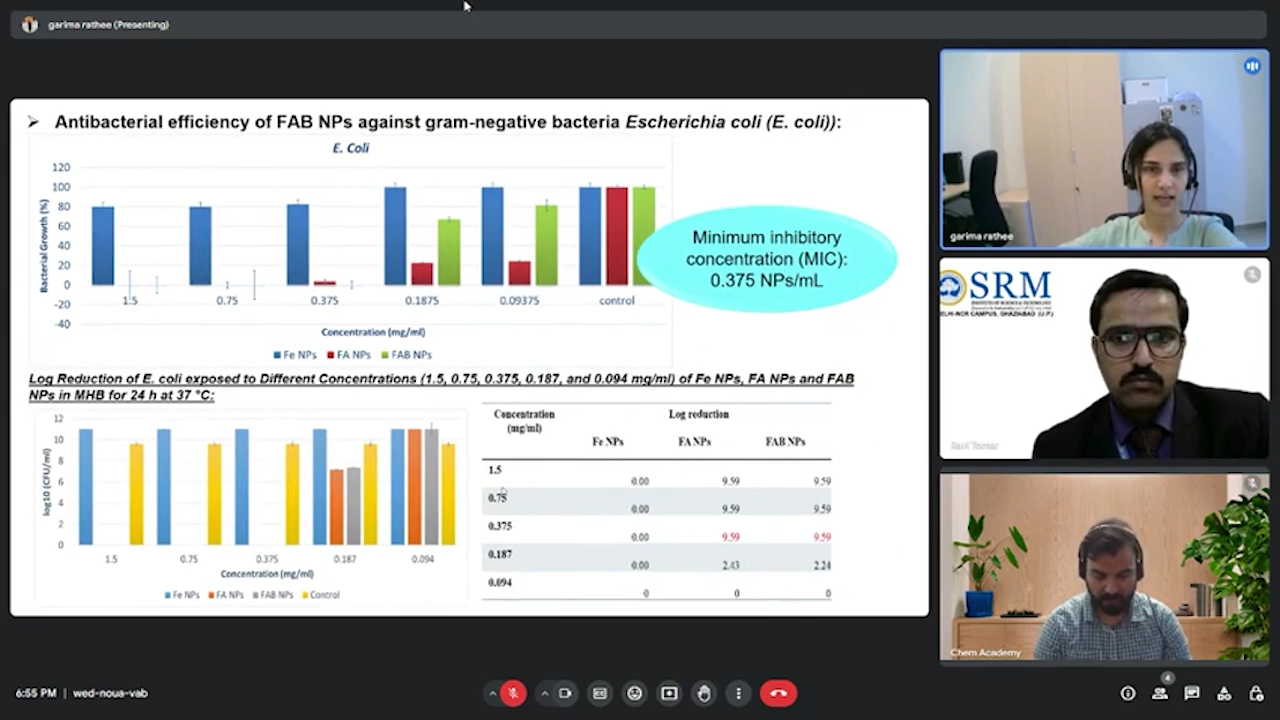 garima rathee (Presenting)
➤ Antibacterial efficiency of FAB NPs against gram-negative bacteria Escherichia coli (E. coli)):
E. Coli
120
100
80
60
40
20
0
-20
-40
Bacterial Growth (%)
1.5 0.75 0.375 0.1875 0.09375 control
Concentration (mg/ml)
Fe NPs FA NPs FAB NPs
Minimum inhibitory
concentration (MIC):
0.375 NPs/mL
Log Reduction of E. coli exposed to Different Concentrations (1.5, 0.75, 0.375, 0.187, and 0.094 mg/ml) of Fe NPs, FA NPs and FAB
NPs in MHB for 24 h at 37 °C:
12
10
8
6
4
2
0
log10 (CFU/ml)
1.5 0.75 0.375 0.187 0.094
Concentration (mg/ml)
Fe NPs FA NPs FAB NPs Control
Concentration Log reduction
(mg/ml)
Fe NPs FA NPs FAB NPs
1.5
0.00 9.59 9.59
0.75
0.00 9.59 9.59
0.375
0.00 9.59 9.59
0.187
0.00 2.43 2.24
0.094
0 0 0
garima rathee
SRM
INSTITUTE OF SCIENCE & TECHNOLOGY
ELHI-NCR CAMPUS, GHAZIABAD (U.P.)
Ravi Tomar
Chem Academy
6:55 PM | wed-noua-vab
4